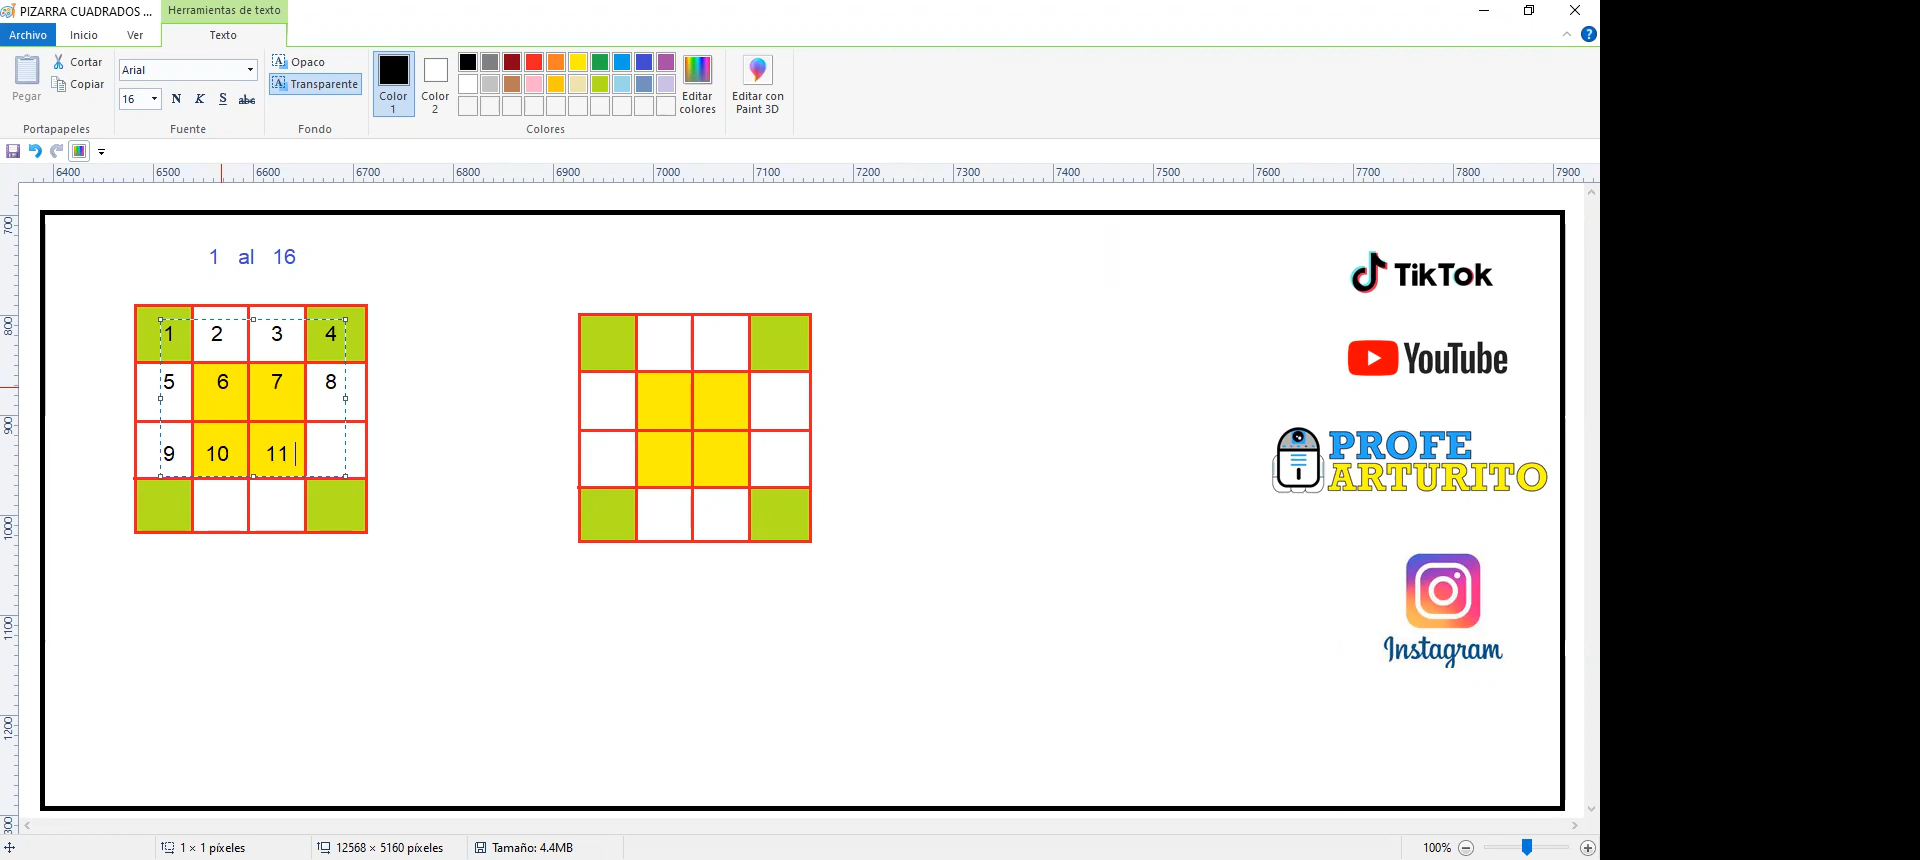 PIZARRA CUADRADOS ...
Herramientas de texto
Archivo
Inicio
Ver
Texto
?
Pegar
Cortar
Copiar
Portapapeles
Arial
16
N K S abc
Fuente
Opaco
Transparente
Fondo
Color 1
Color 2
Editar colores
Colores
Editar con Paint 3D
6400 6500 6600 6700 6800 6900 7000 7100 7200 7300 7400 7500 7600 7700 7800 7900
700
800
900
1000
1100
1200
300
1 al 16
1 2 3 4
5 6 7 8
9 10 11
TikTok
YouTube
PROFE
ARTURITO
Instagram
1 × 1 píxeles
12568 × 5160 píxeles
Tamaño: 4.4MB
100%